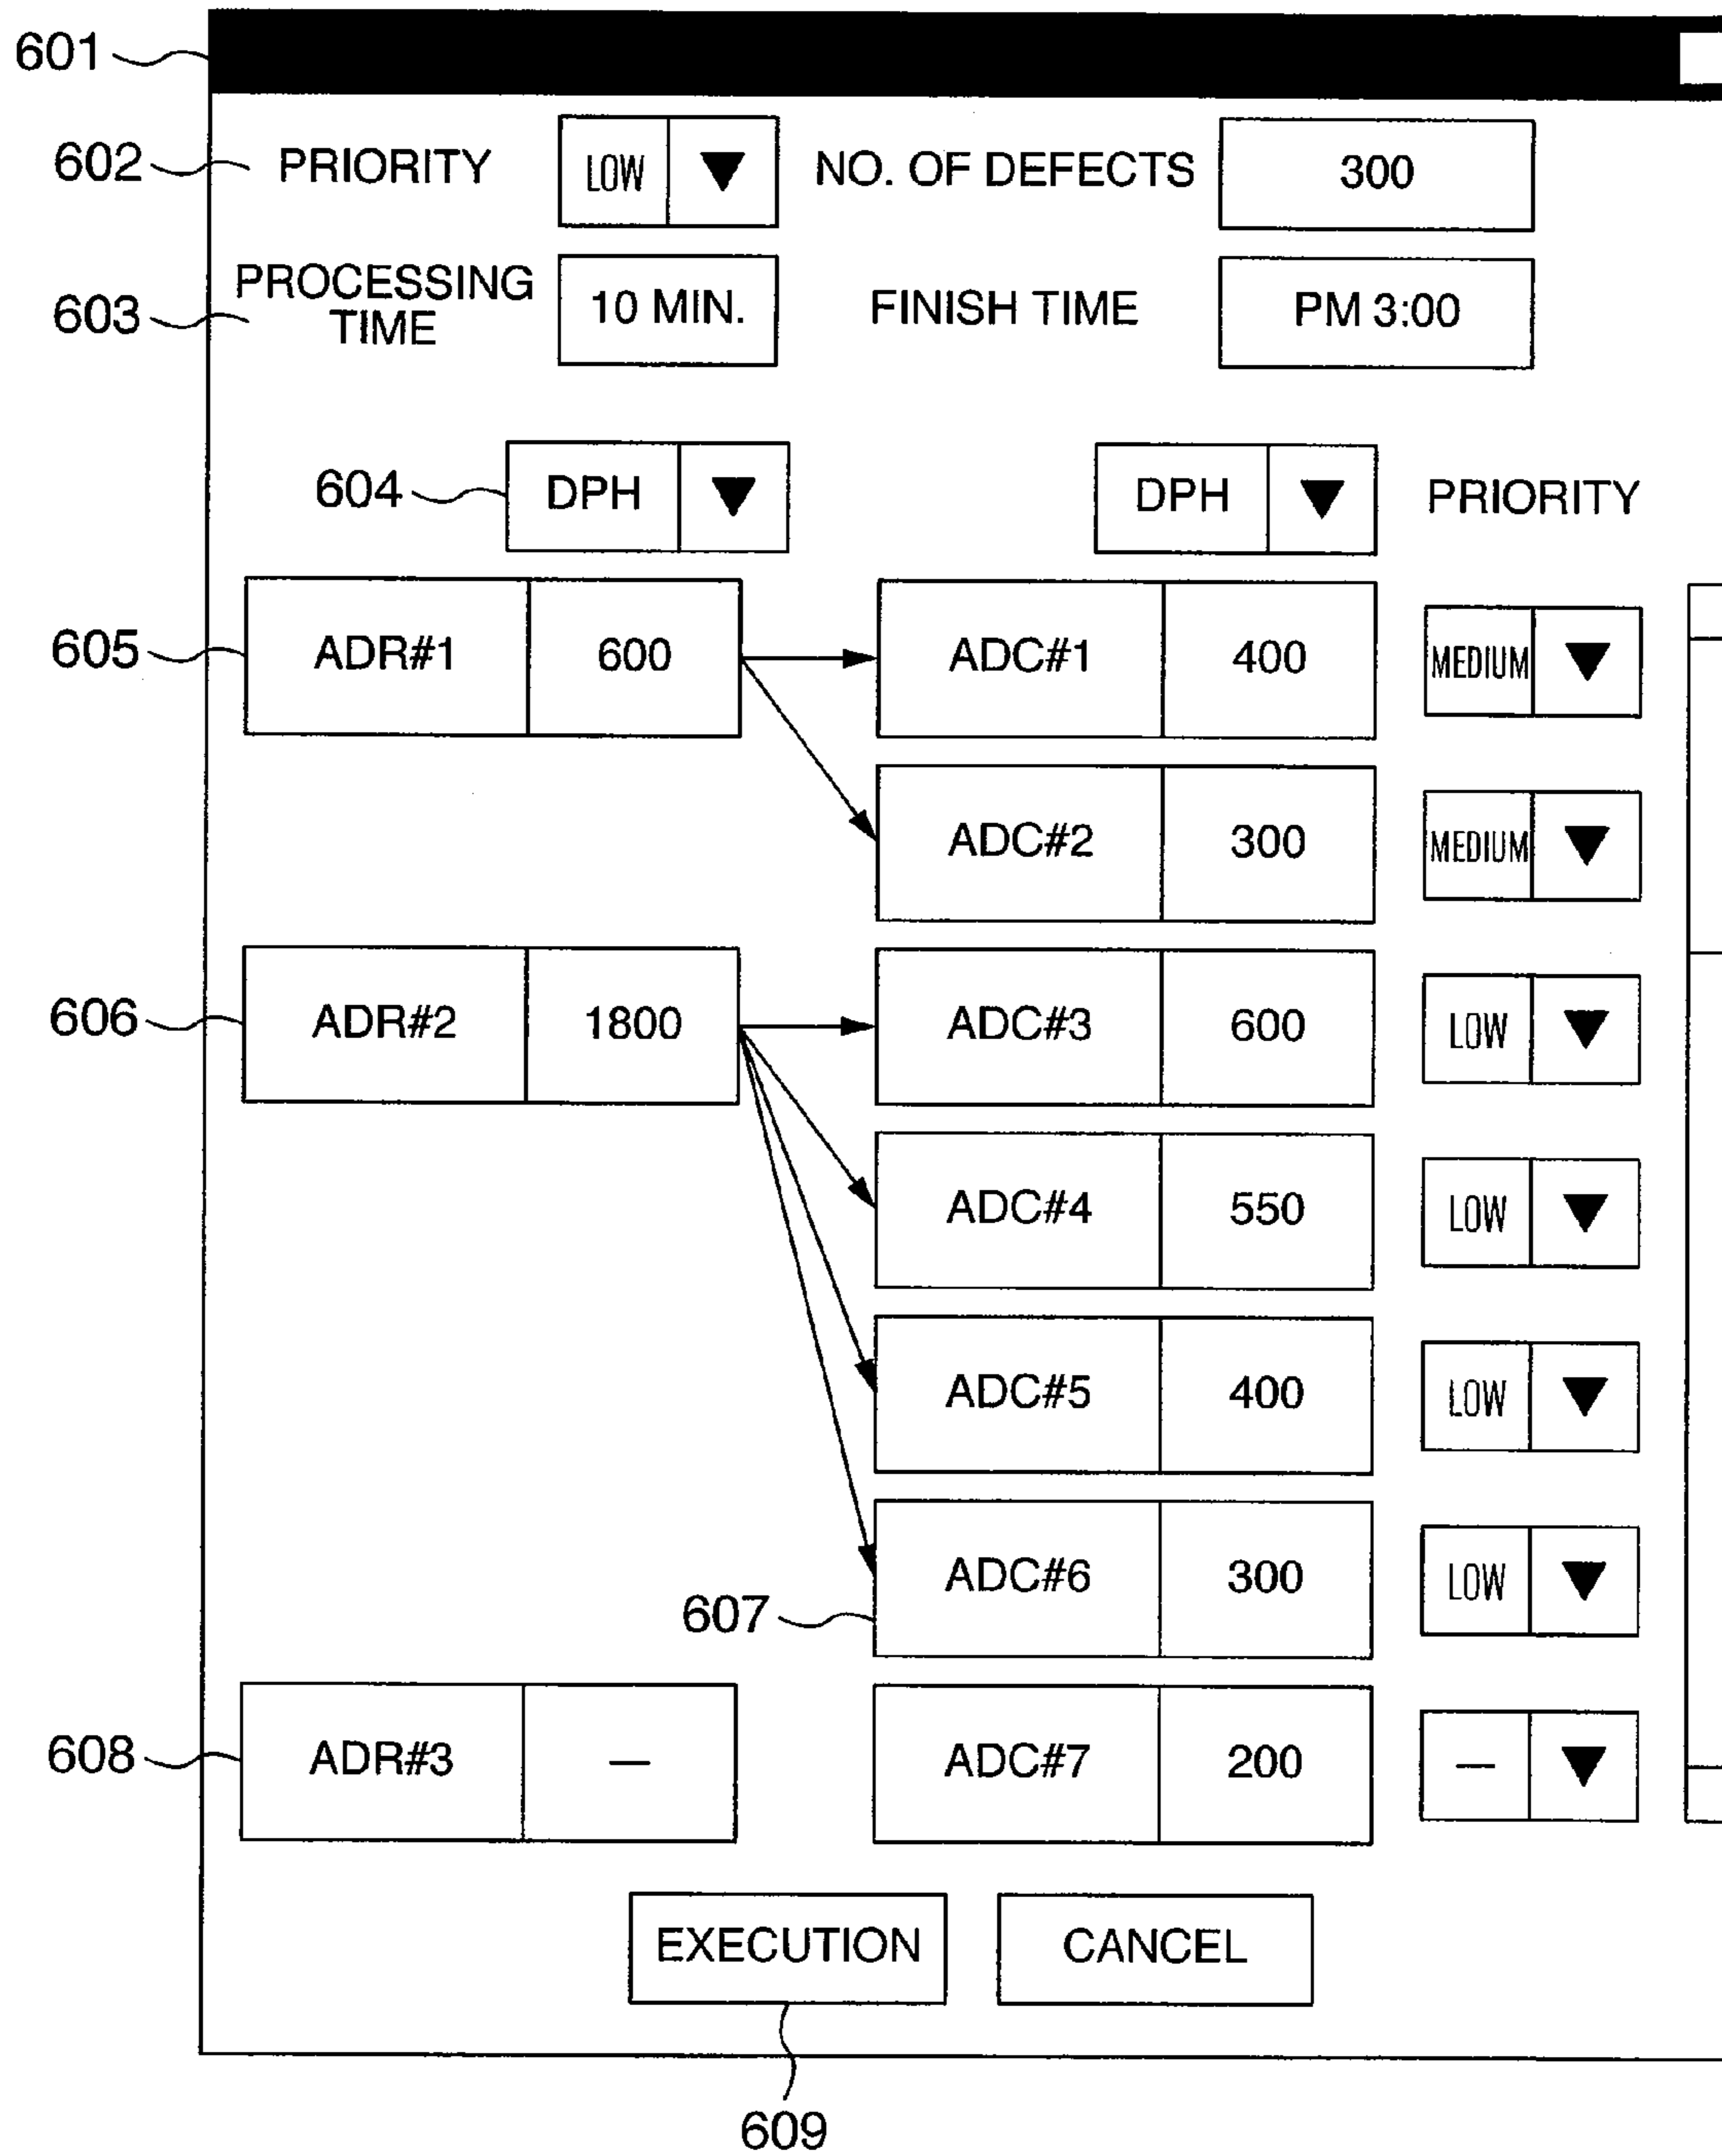 601
602 PRIORITY LOW ▼ NO. OF DEFECTS 300
PROCESSING
TIME
603 10 MIN. FINISH TIME PM 3:00
604 DPH ▼ DPH ▼ PRIORITY
605 ADR#1 600 ADC#1 400 MEDIUM ▼
ADC#2 300 MEDIUM ▼
606 ADR#2 1800 ADC#3 600 LOW ▼
ADC#4 550 LOW ▼
ADC#5 400 LOW ▼
ADC#6 300 LOW ▼
607
608 ADR#3 — ADC#7 200 — ▼
EXECUTION CANCEL
609